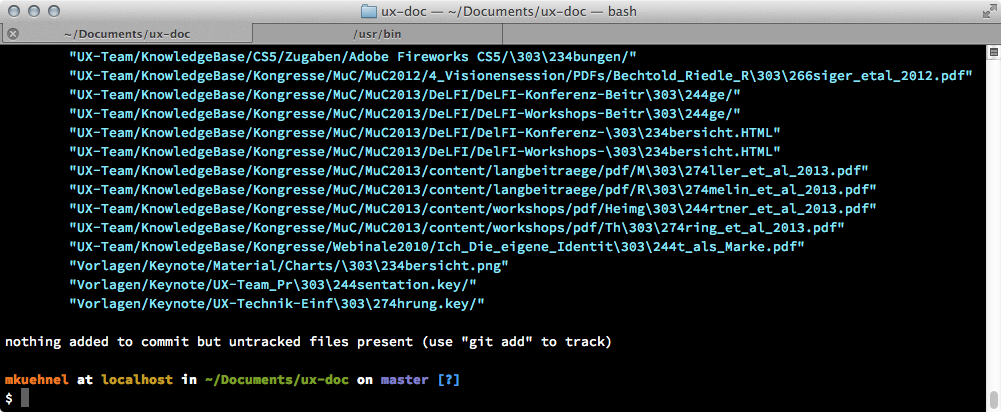 ux-doc — ~/Documents/ux-doc — bash
~/Documents/ux-doc
/usr/bin
"UX-Team/KnowledgeBase/CS5/Zugaben/Adobe Fireworks CS5/\303\234bungen/"
"UX-Team/KnowledgeBase/Kongresse/MuC/MuC2012/4_Visionensession/PDFs/Bechtold_Riedle_R\303\266siger_etal_2012.pdf"
"UX-Team/KnowledgeBase/Kongresse/MuC/MuC2013/DeLFI/DeLFI-Konferenz-Beitr\303\244ge/"
"UX-Team/KnowledgeBase/Kongresse/MuC/MuC2013/DeLFI/DeLFI-Workshops-Beitr\303\244ge/"
"UX-Team/KnowledgeBase/Kongresse/MuC/MuC2013/DeLFI/DelFI-Konferenz-\303\234bersicht.HTML"
"UX-Team/KnowledgeBase/Kongresse/MuC/MuC2013/DeLFI/DelFI-Workshops-\303\234bersicht.HTML"
"UX-Team/KnowledgeBase/Kongresse/MuC/MuC2013/content/langbeitraege/pdf/M\303\274ller_et_al_2013.pdf"
"UX-Team/KnowledgeBase/Kongresse/MuC/MuC2013/content/langbeitraege/pdf/R\303\274melin_et_al_2013.pdf"
"UX-Team/KnowledgeBase/Kongresse/MuC/MuC2013/content/workshops/pdf/Heimg\303\244rtner_et_al_2013.pdf"
"UX-Team/KnowledgeBase/Kongresse/MuC/MuC2013/content/workshops/pdf/Th\303\274ring_et_al_2013.pdf"
"UX-Team/KnowledgeBase/Kongresse/Webinale2010/Ich_Die_eigene_Identit\303\244t_als_Marke.pdf"
"Vorlagen/Keynote/Material/Charts/\303\234bersicht.png"
"Vorlagen/Keynote/UX-Team_Pr\303\244sentation.key/"
"Vorlagen/Keynote/UX-Technik-Einf\303\274hrung.key/"
nothing added to commit but untracked files present (use "git add" to track)
mkuehnel at localhost in ~/Documents/ux-doc on master [?]
$